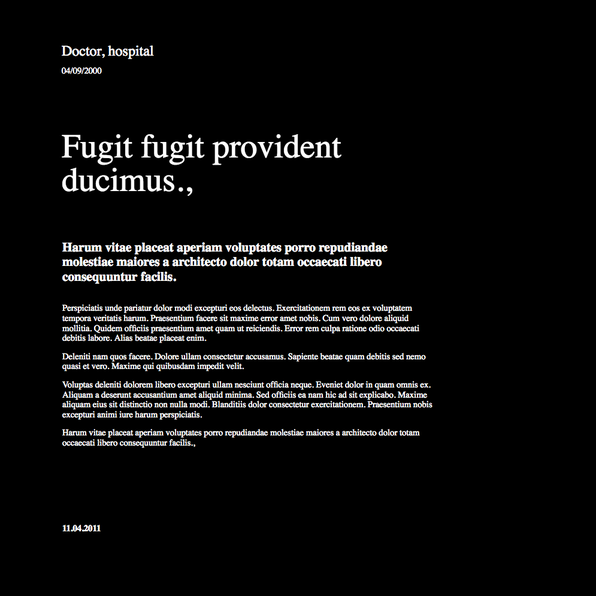 Doctor, hospital
04/09/2000
Fugit fugit provident
ducimus.,
Harum vitae placeat aperiam voluptates porro repudiandae
molestiae maiores a architecto dolor totam occaecati libero
consequuntur facilis.
Perspiciatis unde pariatur dolor modi excepturi eos delectus. Exercitationem rem eos ex voluptatem
tempora veritatis harum. Praesentium facere sit maxime error amet nobis. Cum vero dolore aliquid
mollitia. Quidem officiis praesentium amet quam ut reiciendis. Error rem culpa ratione odio occaecati
debitis labore. Alias beatae placeat enim.
Deleniti nam quos facere. Dolore ullam consectetur accusamus. Sapiente beatae quam debitis sed nemo
quasi et vero. Maxime qui quibusdam impedit velit.
Voluptas deleniti dolorem libero excepturi ullam nesciunt officia neque. Eveniet dolor in quam omnis ex.
Aliquam a deserunt accusantium amet aliquid minima. Sed officiis ea nam hic ad sit explicabo. Maxime
aliquam eius sit distinctio non nulla modi. Blanditiis dolor consectetur exercitationem. Praesentium nobis
excepturi animi iure harum perspiciatis.
Harum vitae placeat aperiam voluptates porro repudiandae molestiae maiores a architecto dolor totam
occaecati libero consequuntur facilis.,
11.04.2011